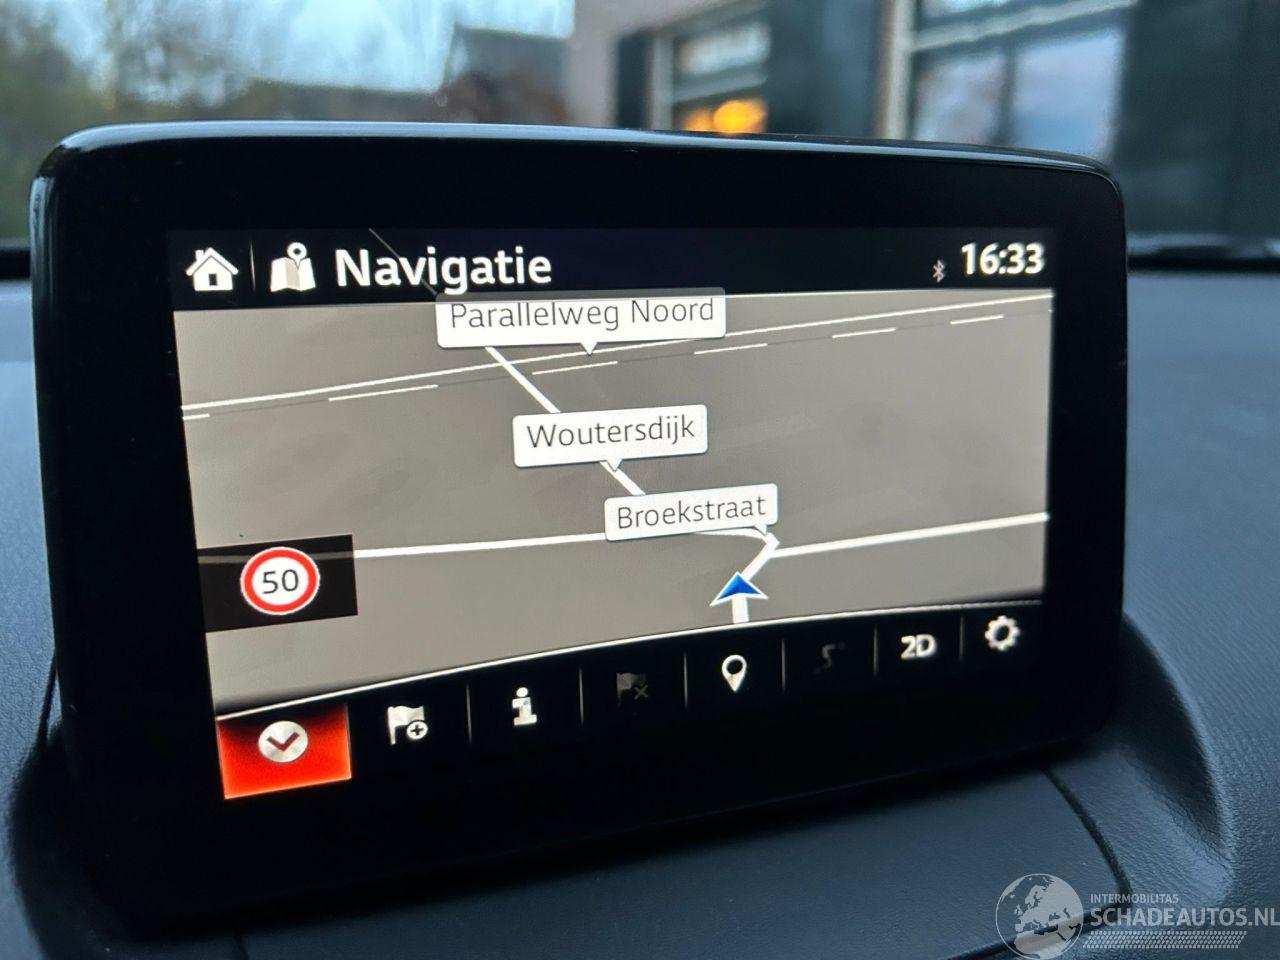 Navigatie
16:33
Parallelweg Noord
Woutersdijk
Broekstraat
50
2D
INTERMOBILITAS
SCHADEAUTOS.NL